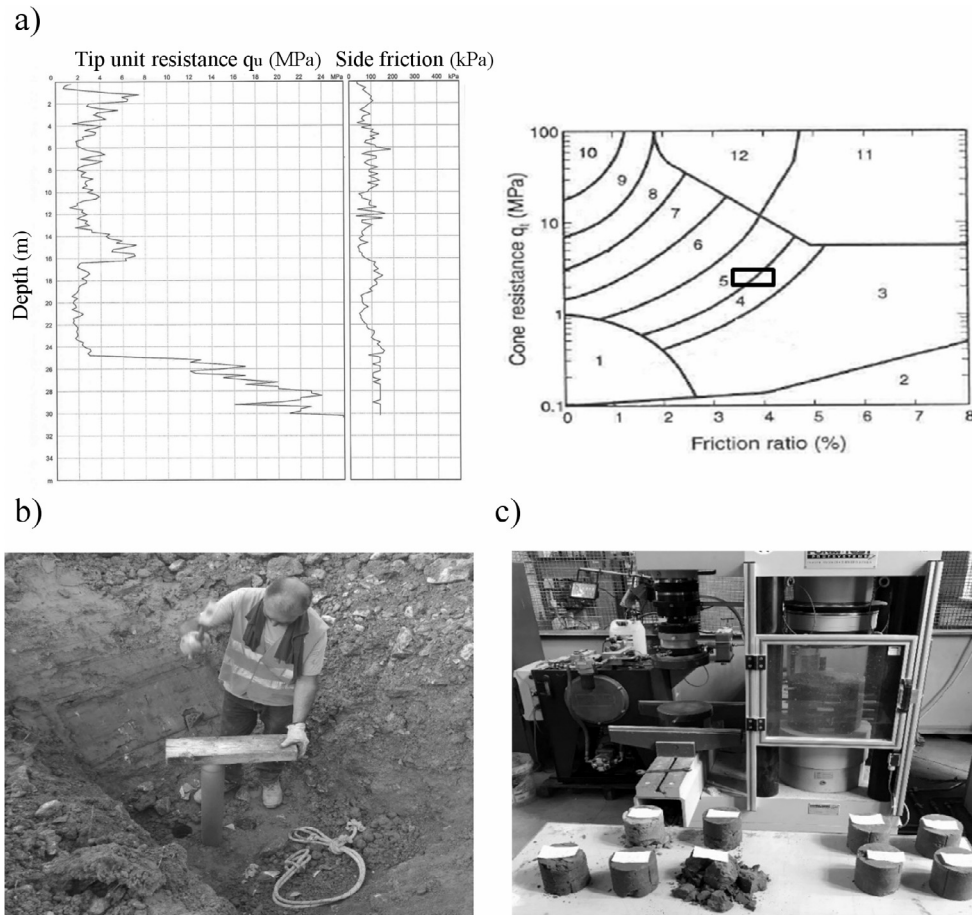 a)
Tip unit resistance qu (MPa) Side friction (kPa)
2 4 6 8 10 12 14 16 18 20 22 24 MPa 100 200 300 400 kPa
Depth (m)
2
4
6
8
10
12
14
16
18
20
22
24
26
28
30
32
34
m
Cone resistance qt (MPa)
100
10
1
0.1
10 9 8 7 6 5 4 12 11 3 1 2
0 1 2 3 4 5 6 7 8
Friction ratio (%)
b) c)